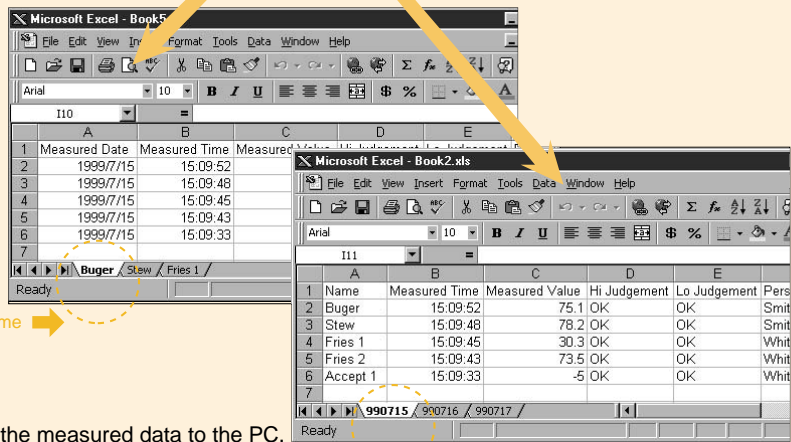 Microsoft Excel - Book5
File Edit View Format Tools Data Window Help
Arial 10 B I U $ %
I10 =
A B C D E
1 Measured Date Measured Time Measured Value Hi Judgement Lo Judgement
2 1999/7/15 15:09:52
3 1999/7/15 15:09:48
4 1999/7/15 15:09:45
5 1999/7/15 15:09:43
6 1999/7/15 15:09:33
7
Buger Stew Fries 1
Ready
Microsoft Excel - Book2.xls
File Edit View Insert Format Tools Data Window Help
Arial 10 B I U $ %
I11 =
A B C D E
1 Name Measured Time Measured Value Hi Judgement Lo Judgement Pers
2 Buger 15:09:52 75.1 OK OK Smit
3 Stew 15:09:48 78.2 OK OK Smit
4 Fries 1 15:09:45 30.3 OK OK Whit
5 Fries 2 15:09:43 73.5 OK OK Whit
6 Accept 1 15:09:33 -5 OK OK Whit
7
990715 990716 990717
Ready
me
the measured data to the PC.